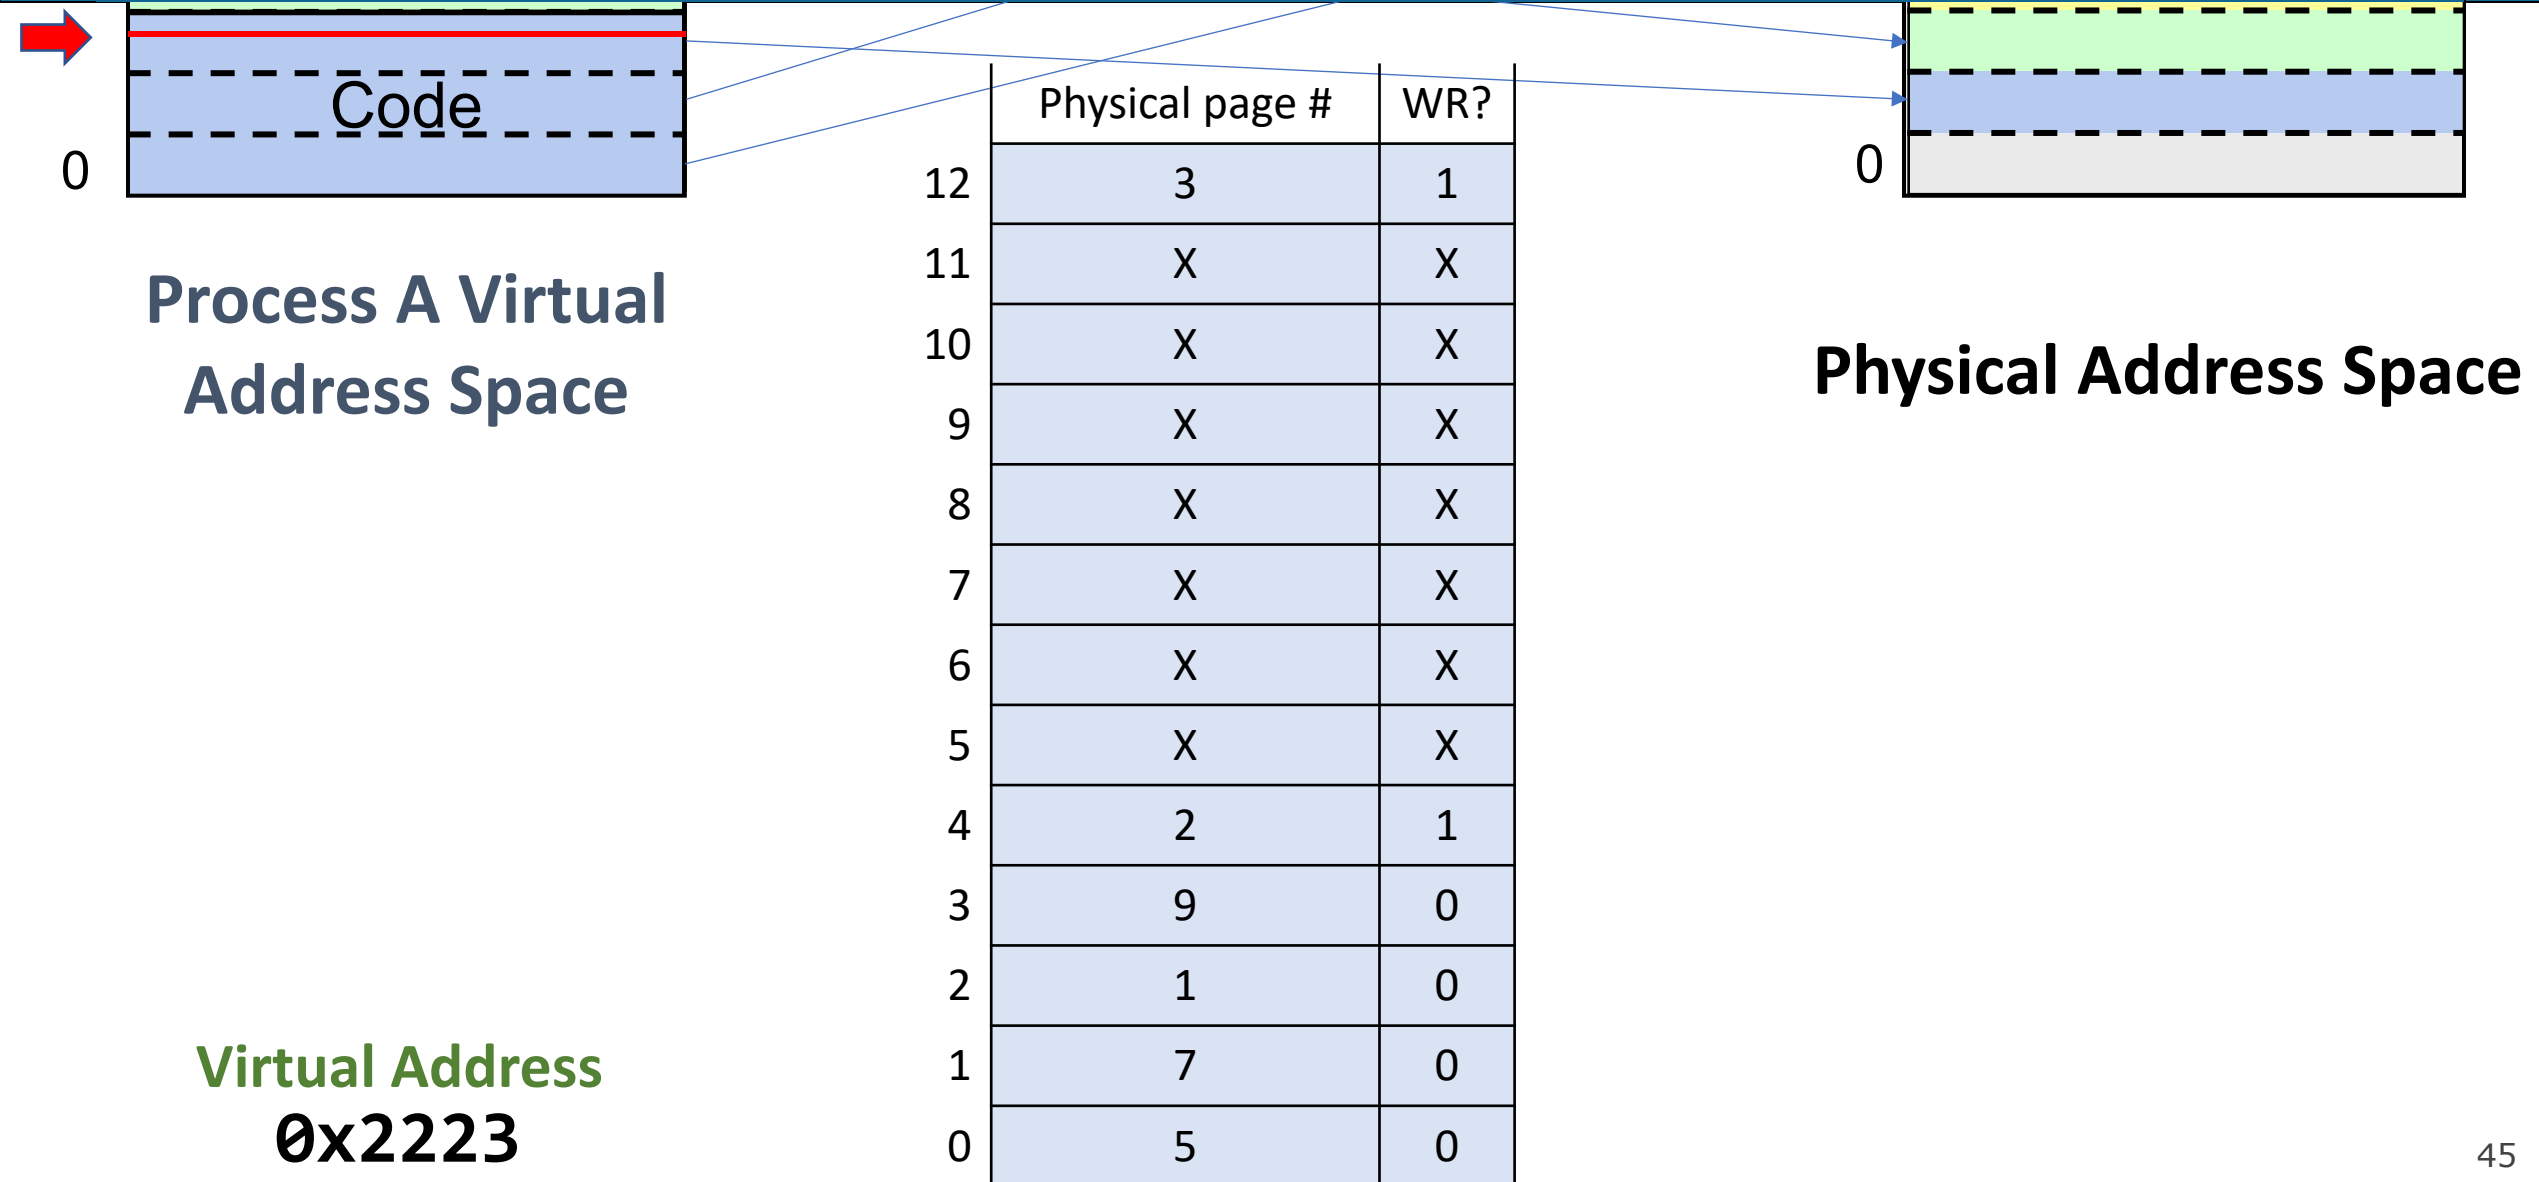 Code
0
Process A Virtual
Address Space
Physical page # WR?
12 3 1
11 X X
10 X X
9 X X
8 X X
7 X X
6 X X
5 X X
4 2 1
3 9 0
2 1 0
1 7 0
0 5 0
0
Physical Address Space
Virtual Address
0x2223
45